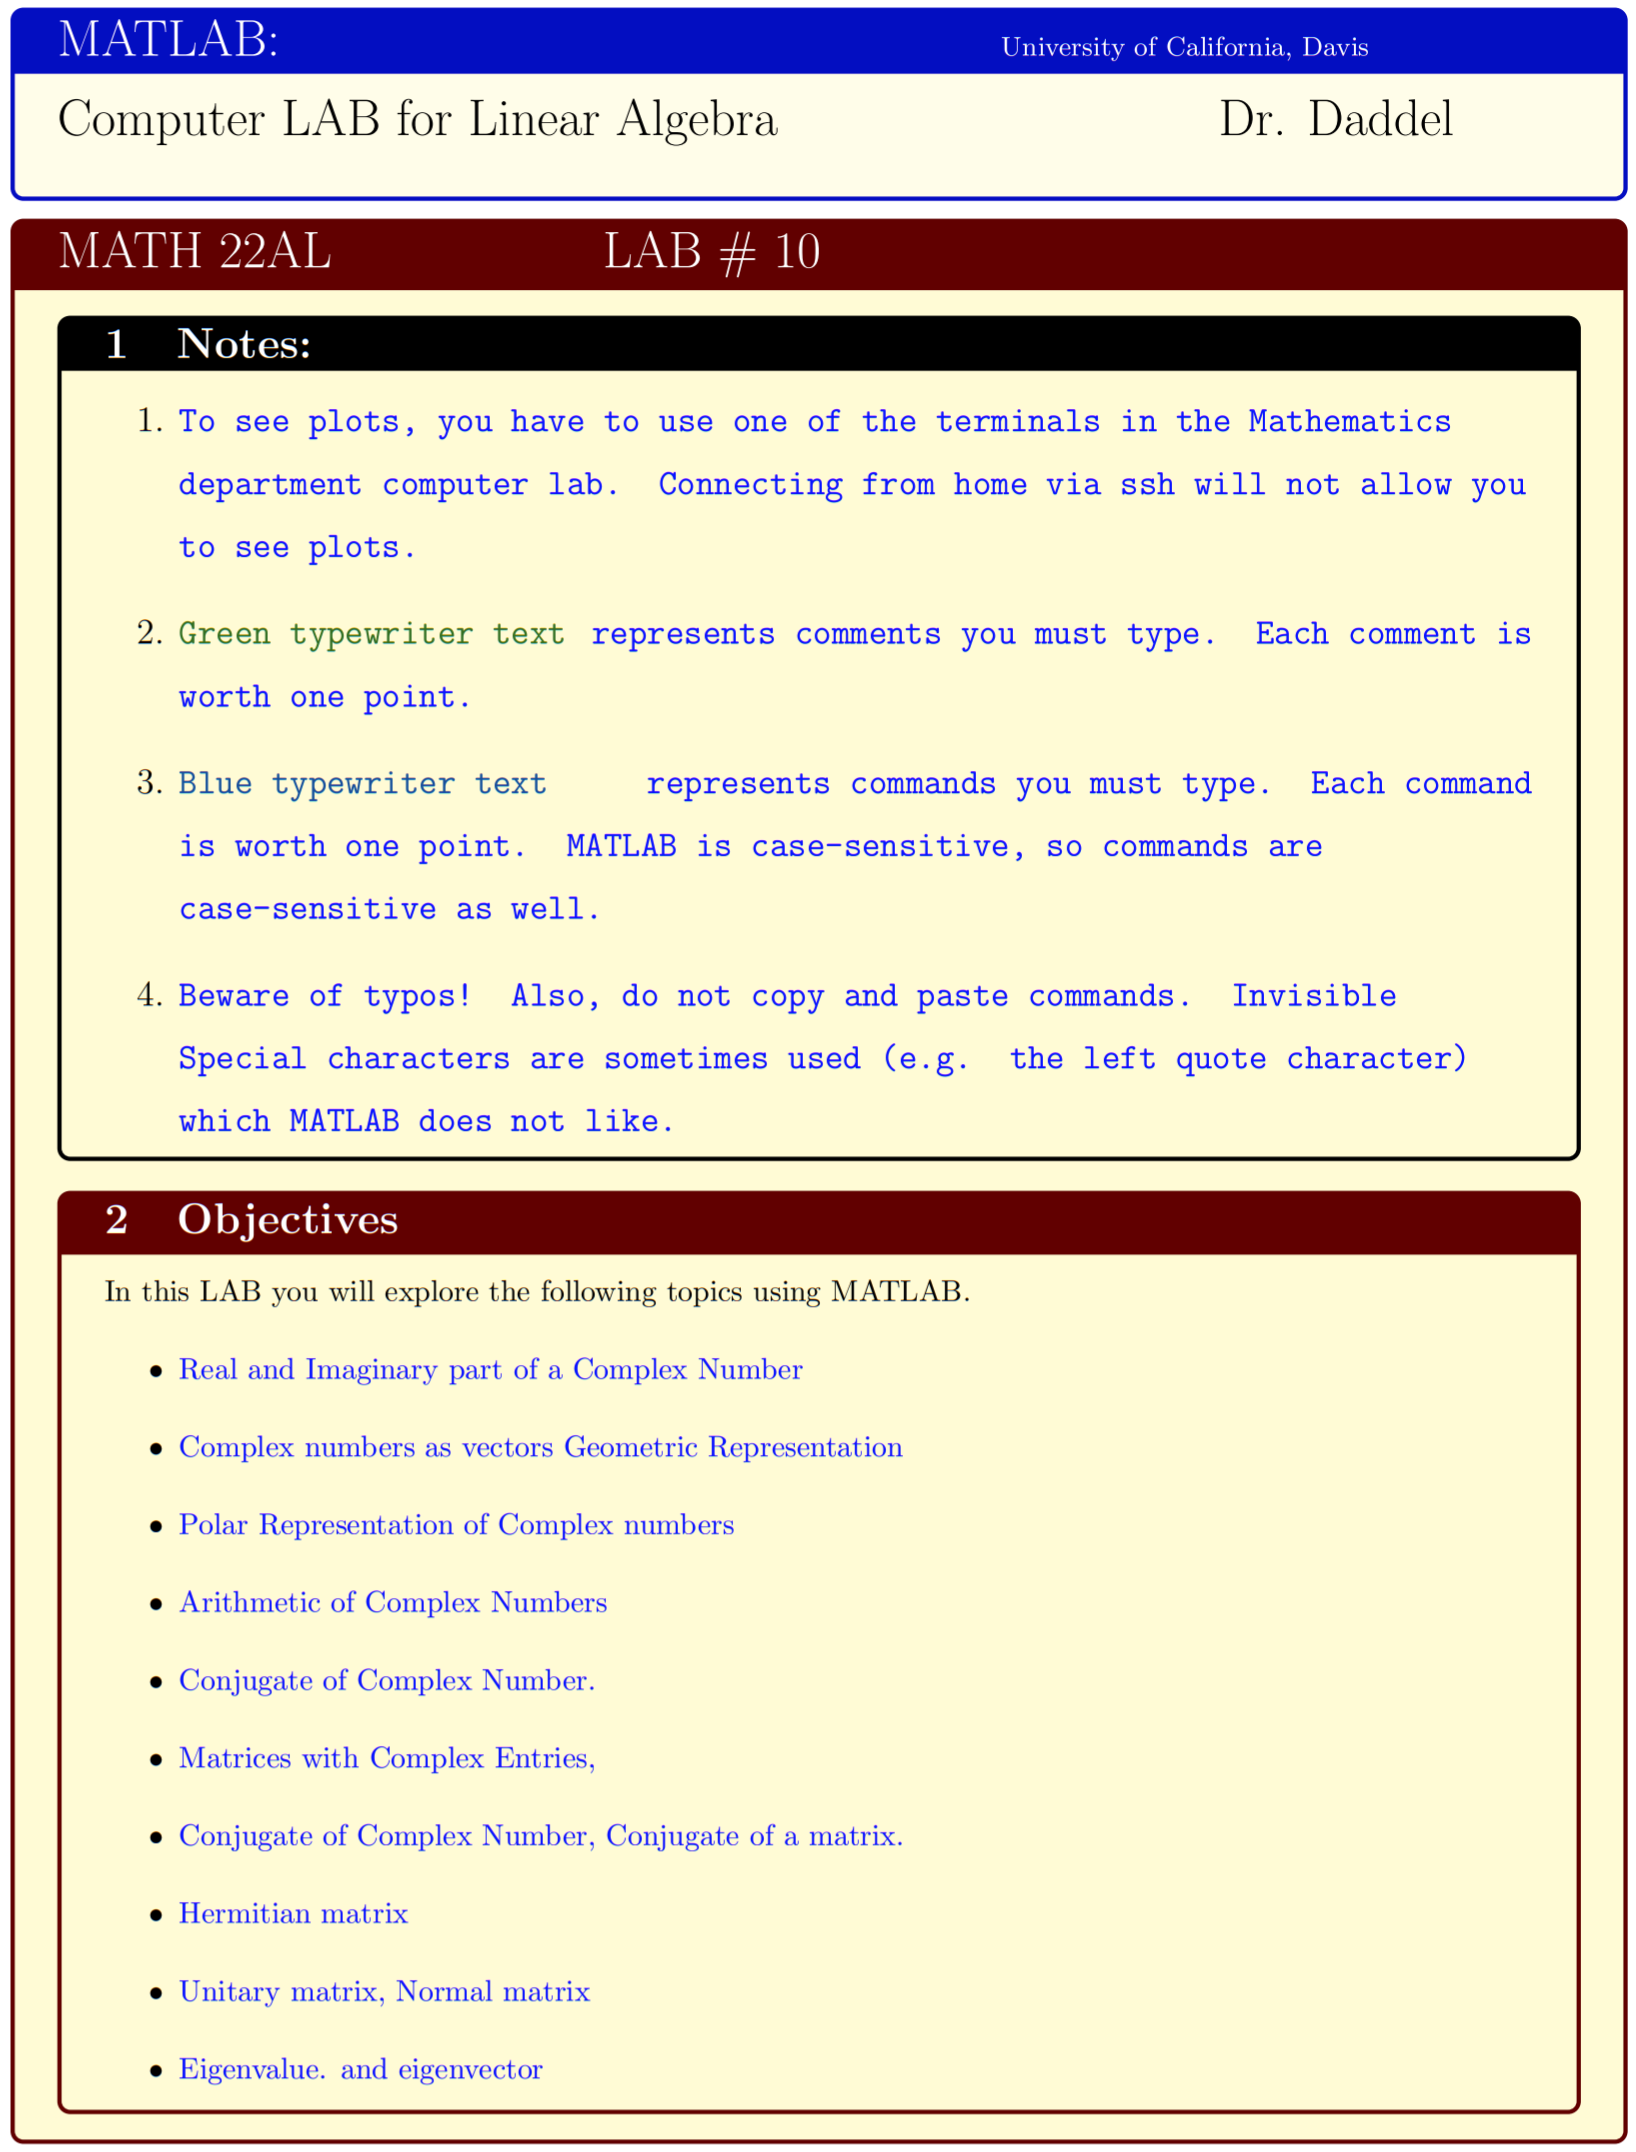 MATLAB: University of California, Davis
Computer LAB for Linear Algebra Dr. Daddel
MATH 22AL LAB # 10
1 Notes:
1. To see plots, you have to use one of the terminals in the Mathematics
department computer lab. Connecting from home via ssh will not allow you
to see plots.
2. Green typewriter text represents comments you must type. Each comment is
worth one point.
3. Blue typewriter text represents commands you must type. Each command
is worth one point. MATLAB is case-sensitive, so commands are
case-sensitive as well.
4. Beware of typos! Also, do not copy and paste commands. Invisible
Special characters are sometimes used (e.g. the left quote character)
which MATLAB does not like.
2 Objectives
In this LAB you will explore the following topics using MATLAB.
• Real and Imaginary part of a Complex Number
• Complex numbers as vectors Geometric Representation
• Polar Representation of Complex numbers
• Arithmetic of Complex Numbers
• Conjugate of Complex Number.
• Matrices with Complex Entries,
• Conjugate of Complex Number, Conjugate of a matrix.
• Hermitian matrix
• Unitary matrix, Normal matrix
• Eigenvalue. and eigenvector